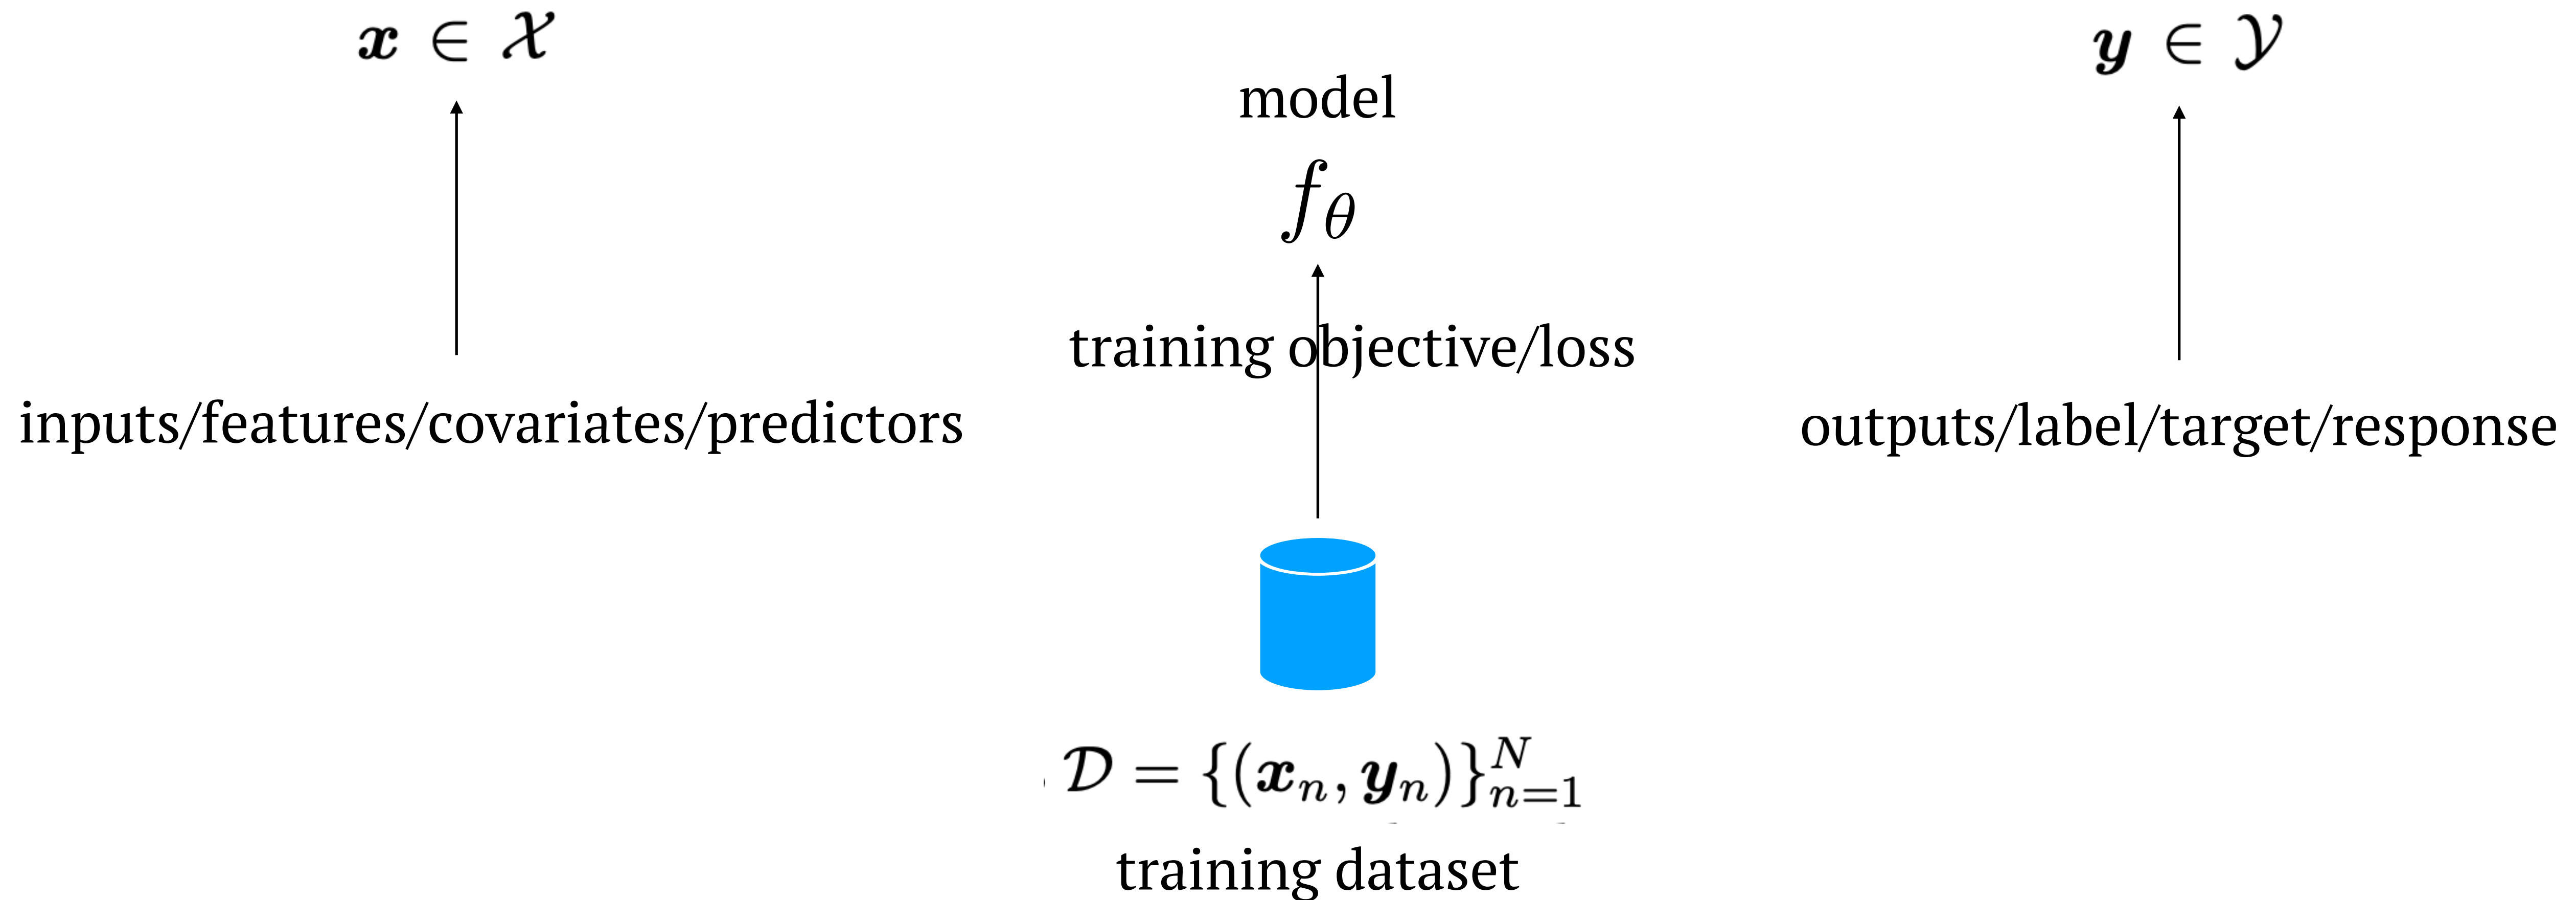 𝒙 ∈ 𝒳
𝒚 ∈ 𝒴
model
f_θ
training objective/loss
inputs/features/covariates/predictors
outputs/label/target/response
𝒟 = {(𝒙_n, 𝒚_n)}_{n=1}^N
training dataset